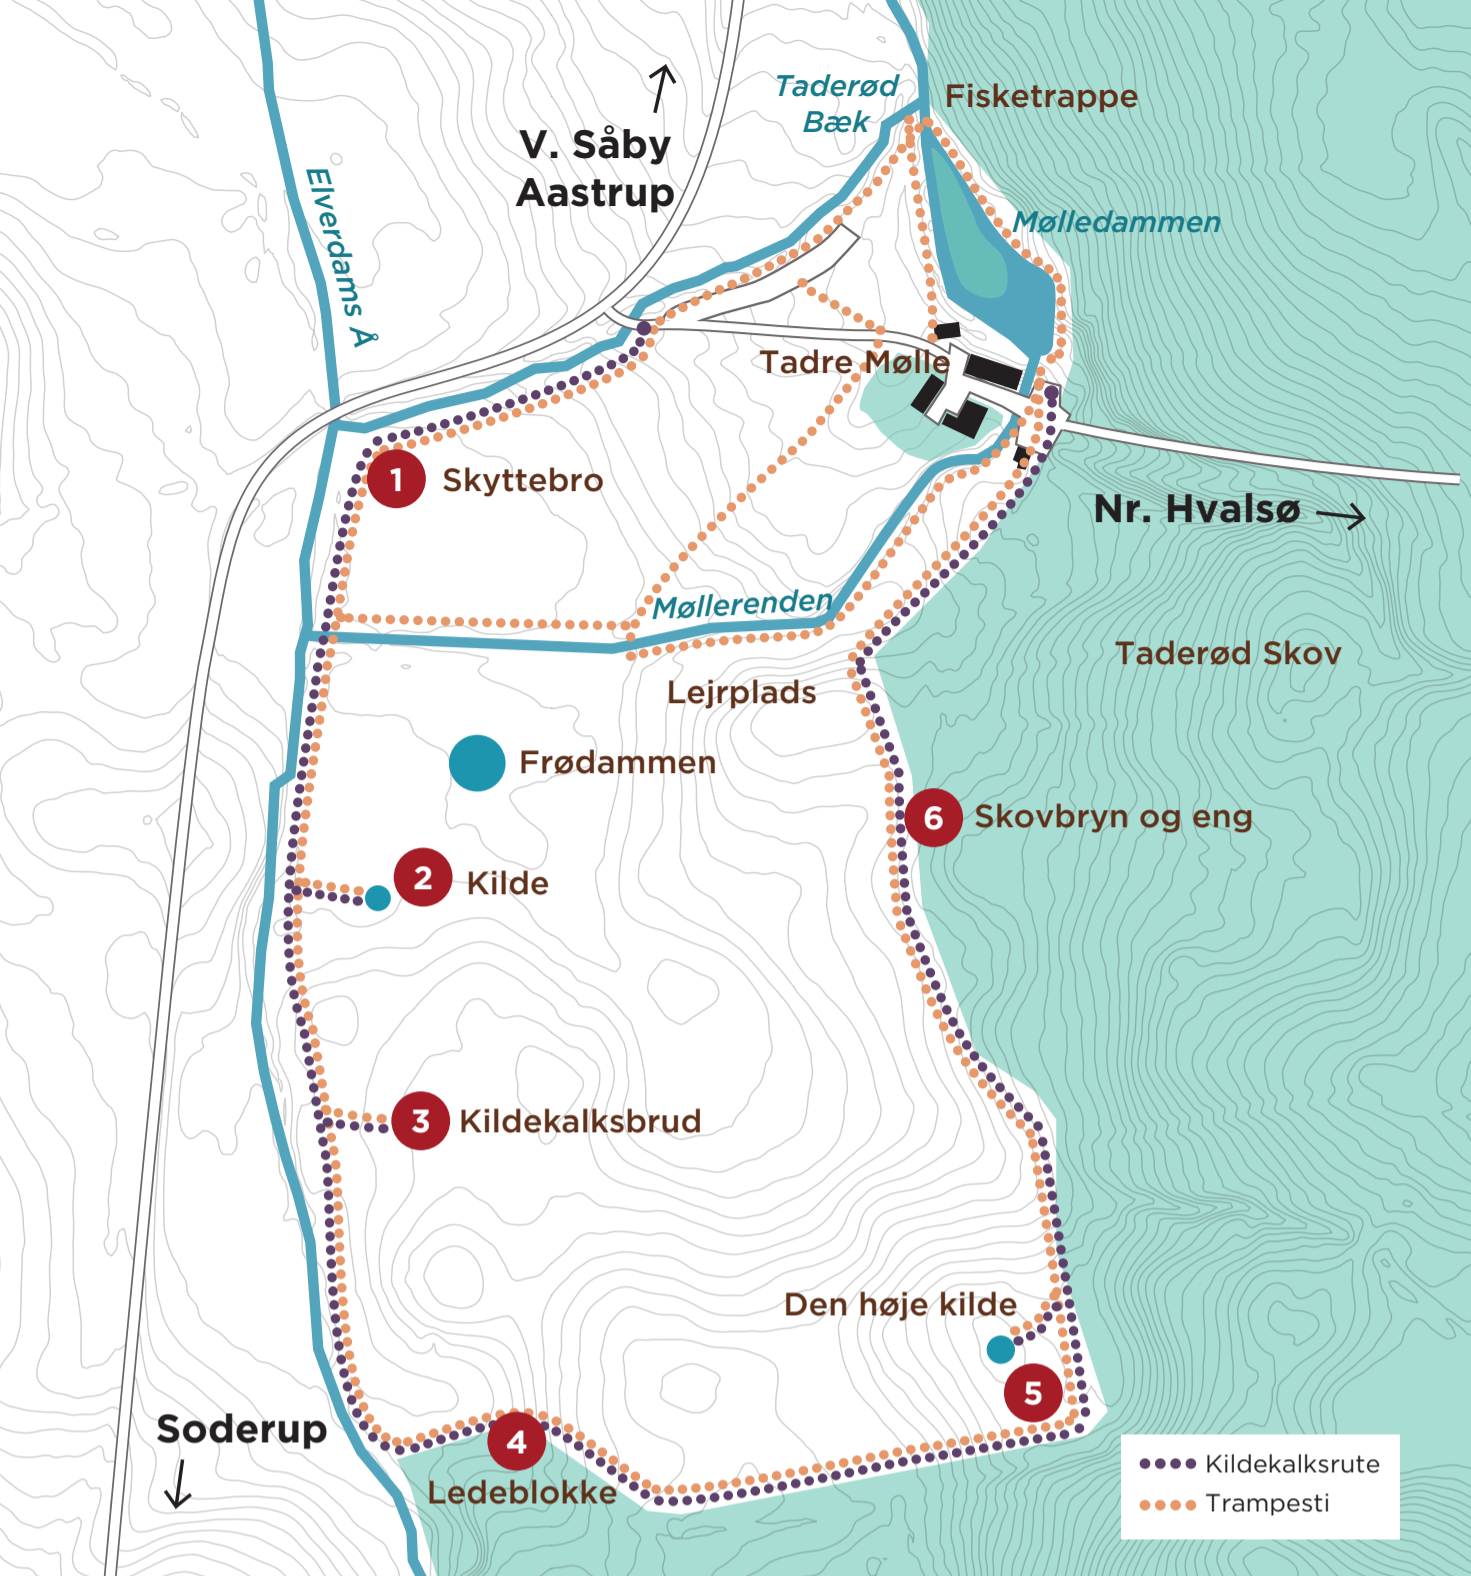 Taderød
Bæk
Fisketrappe
V. Såby
Aastrup
Elverdams Å
Mølledammen
Tadre Mølle
1
Skyttebro
Nr. Hvalsø
Møllerenden
Taderød Skov
Lejrplads
Frødammen
6
Skovbryn og eng
2
Kilde
3
Kildekalksbrud
Den høje kilde
5
Soderup
4
Ledeblokke
Kildekalksrute
Trampesti